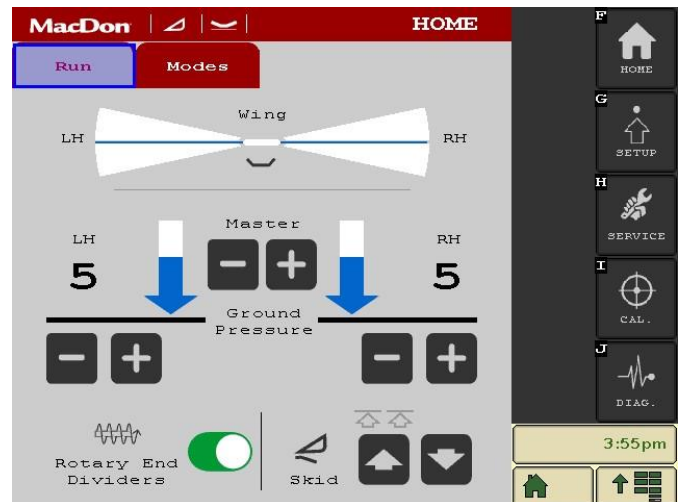 MacDon
HOME
Run
Modes
Wing
LH
RH
Master
LH
RH
5
5
Ground
Pressure
Rotary End
Dividers
Skid
F
HOME
G
SETUP
H
SERVICE
I
CAL.
J
DIAG.
3:55pm